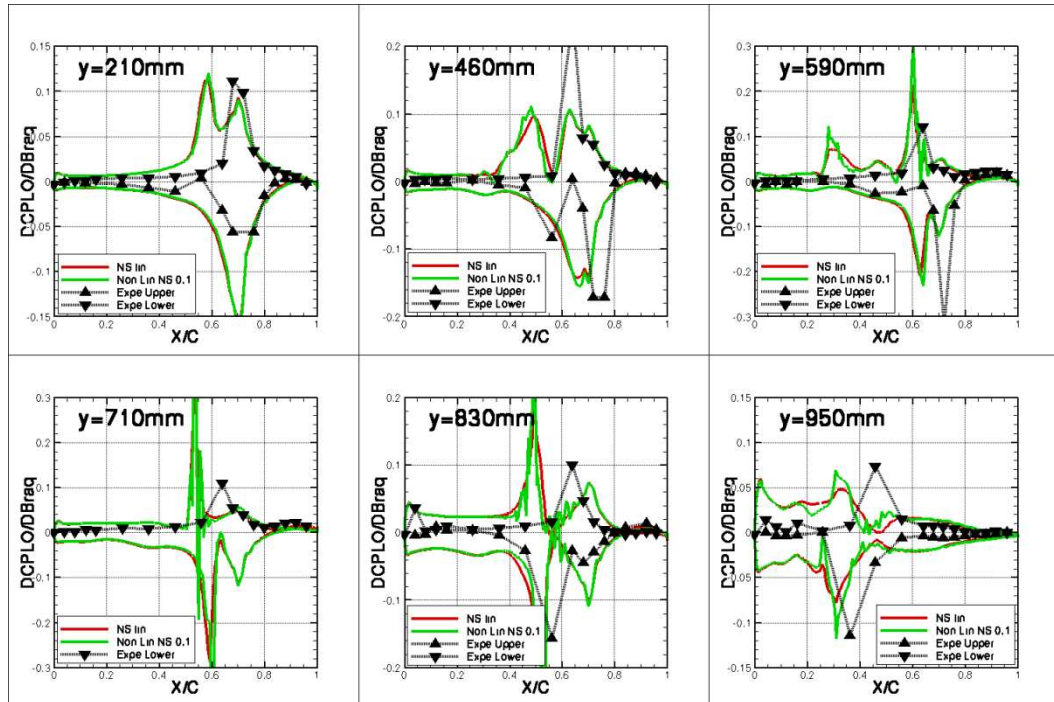 y=210mm
0.15
0.1
0.05
0
-0.05
-0.1
-0.15
DCPLO/DBraq
NS lin
Non Lin NS 0.1
Expe Upper
Expe Lower
0 0.2 0.4 0.6 0.8 1
X/C
y=460mm
0.2
0.1
0
-0.1
-0.2
DCPLO/DBraq
NS lin
Non Lin NS 0.1
Expe Upper
Expe Lower
0 0.2 0.4 0.6 0.8 1
X/C
y=590mm
0.3
0.2
0.1
0
-0.1
-0.2
-0.3
DCPLO/DBraq
NS lin
Non Lin NS 0.1
Expe Upper
Expe Lower
0 0.2 0.4 0.6 0.8 1
X/C
y=710mm
0.3
0.2
0.1
0
-0.1
-0.2
-0.3
DCPLO/DBraq
NS lin
Non Lin NS 0.1
Expe Lower
0 0.2 0.4 0.6 0.8 1
X/C
y=830mm
0.2
0.1
0
-0.1
-0.2
DCPLO/DBraq
NS lin
Non Lin NS 0.1
Expe Upper
Expe Lower
0 0.2 0.4 0.6 0.8 1
X/C
y=950mm
0.15
0.1
0.05
0
-0.05
-0.1
-0.15
DCPLO/DBraq
NS lin
Non Lin NS 0.1
Expe Upper
Expe Lower
0 0.2 0.4 0.6 0.8 1
X/C